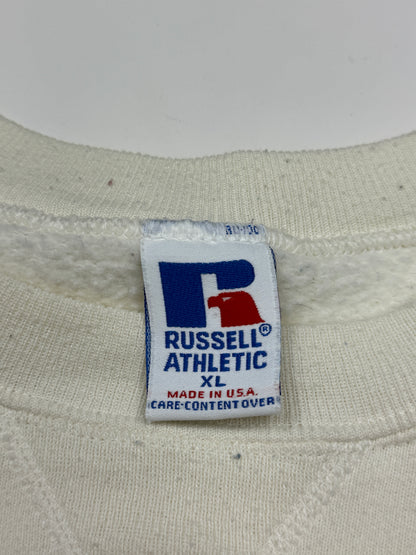 RUSSELL®
ATHLETIC
XL
MADE IN U.S.A.
CARE-CONTENT OVER